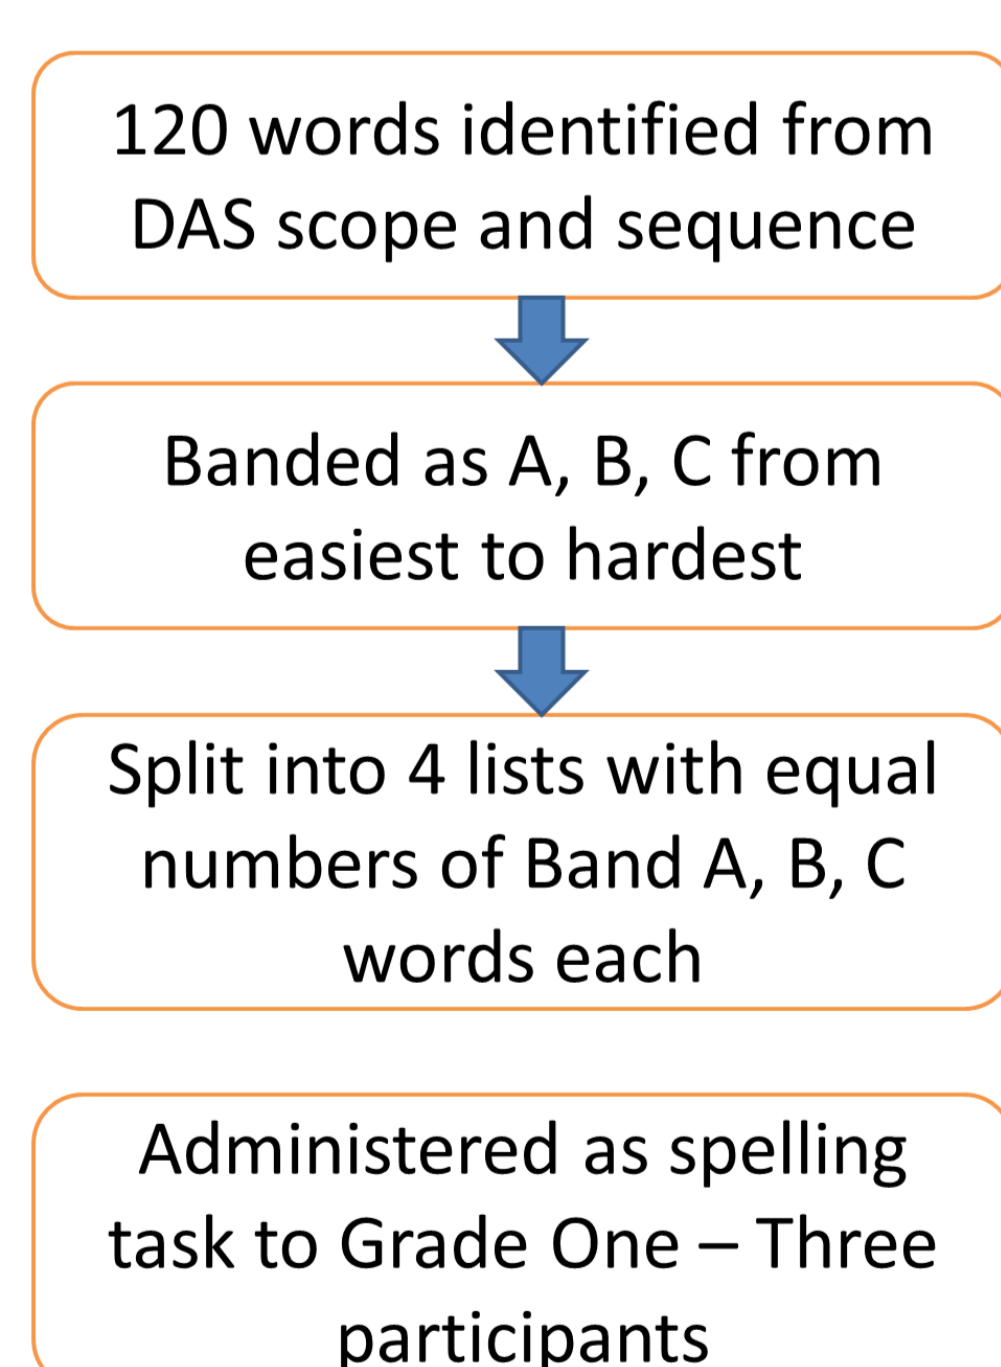 120 words identified from
DAS scope and sequence
Banded as A, B, C from
easiest to hardest
Split into 4 lists with equal
numbers of Band A, B, C
words each
Administered as spelling
task to Grade One – Three
participants